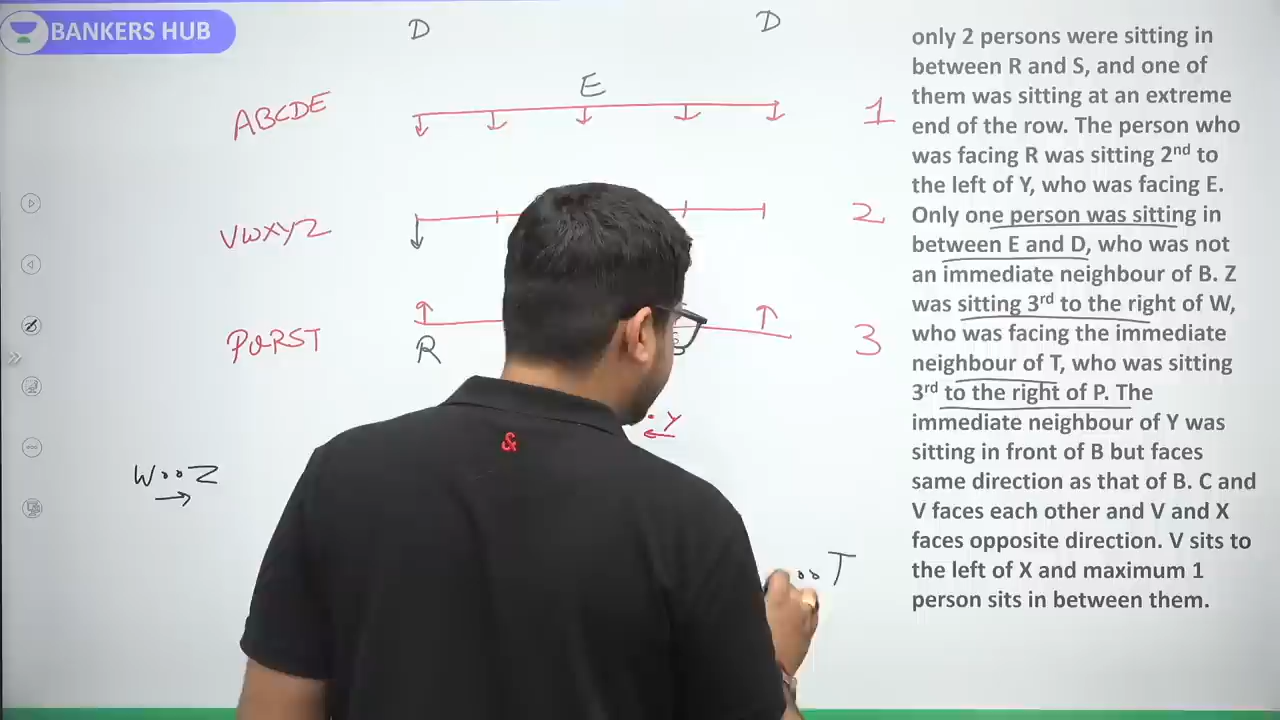 BANKERS HUB
D D
E
ABCDE 1
VWXYZ 2
PQRST 3
R S
Y
&
WooZ
ooT
only 2 persons were sitting in
between R and S, and one of
them was sitting at an extreme
end of the row. The person who
was facing R was sitting 2nd to
the left of Y, who was facing E.
Only one person was sitting in
between E and D, who was not
an immediate neighbour of B. Z
was sitting 3rd to the right of W,
who was facing the immediate
neighbour of T, who was sitting
3rd to the right of P. The
immediate neighbour of Y was
sitting in front of B but faces
same direction as that of B. C and
V faces each other and V and X
faces opposite direction. V sits to
the left of X and maximum 1
person sits in between them.